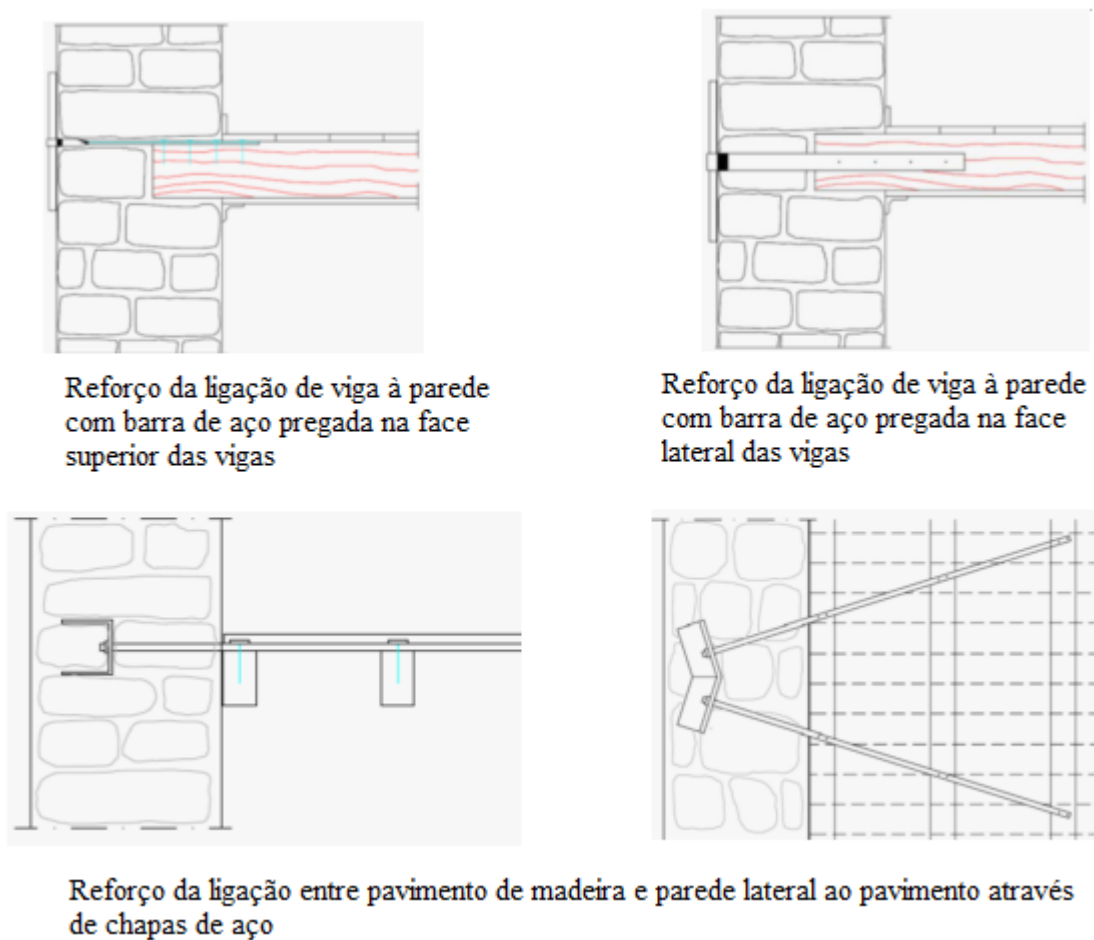 Reforço da ligação de viga à parede
com barra de aço pregada na face
superior das vigas
Reforço da ligação de viga à parede
com barra de aço pregada na face
lateral das vigas
Reforço da ligação entre pavimento de madeira e parede lateral ao pavimento através
de chapas de aço